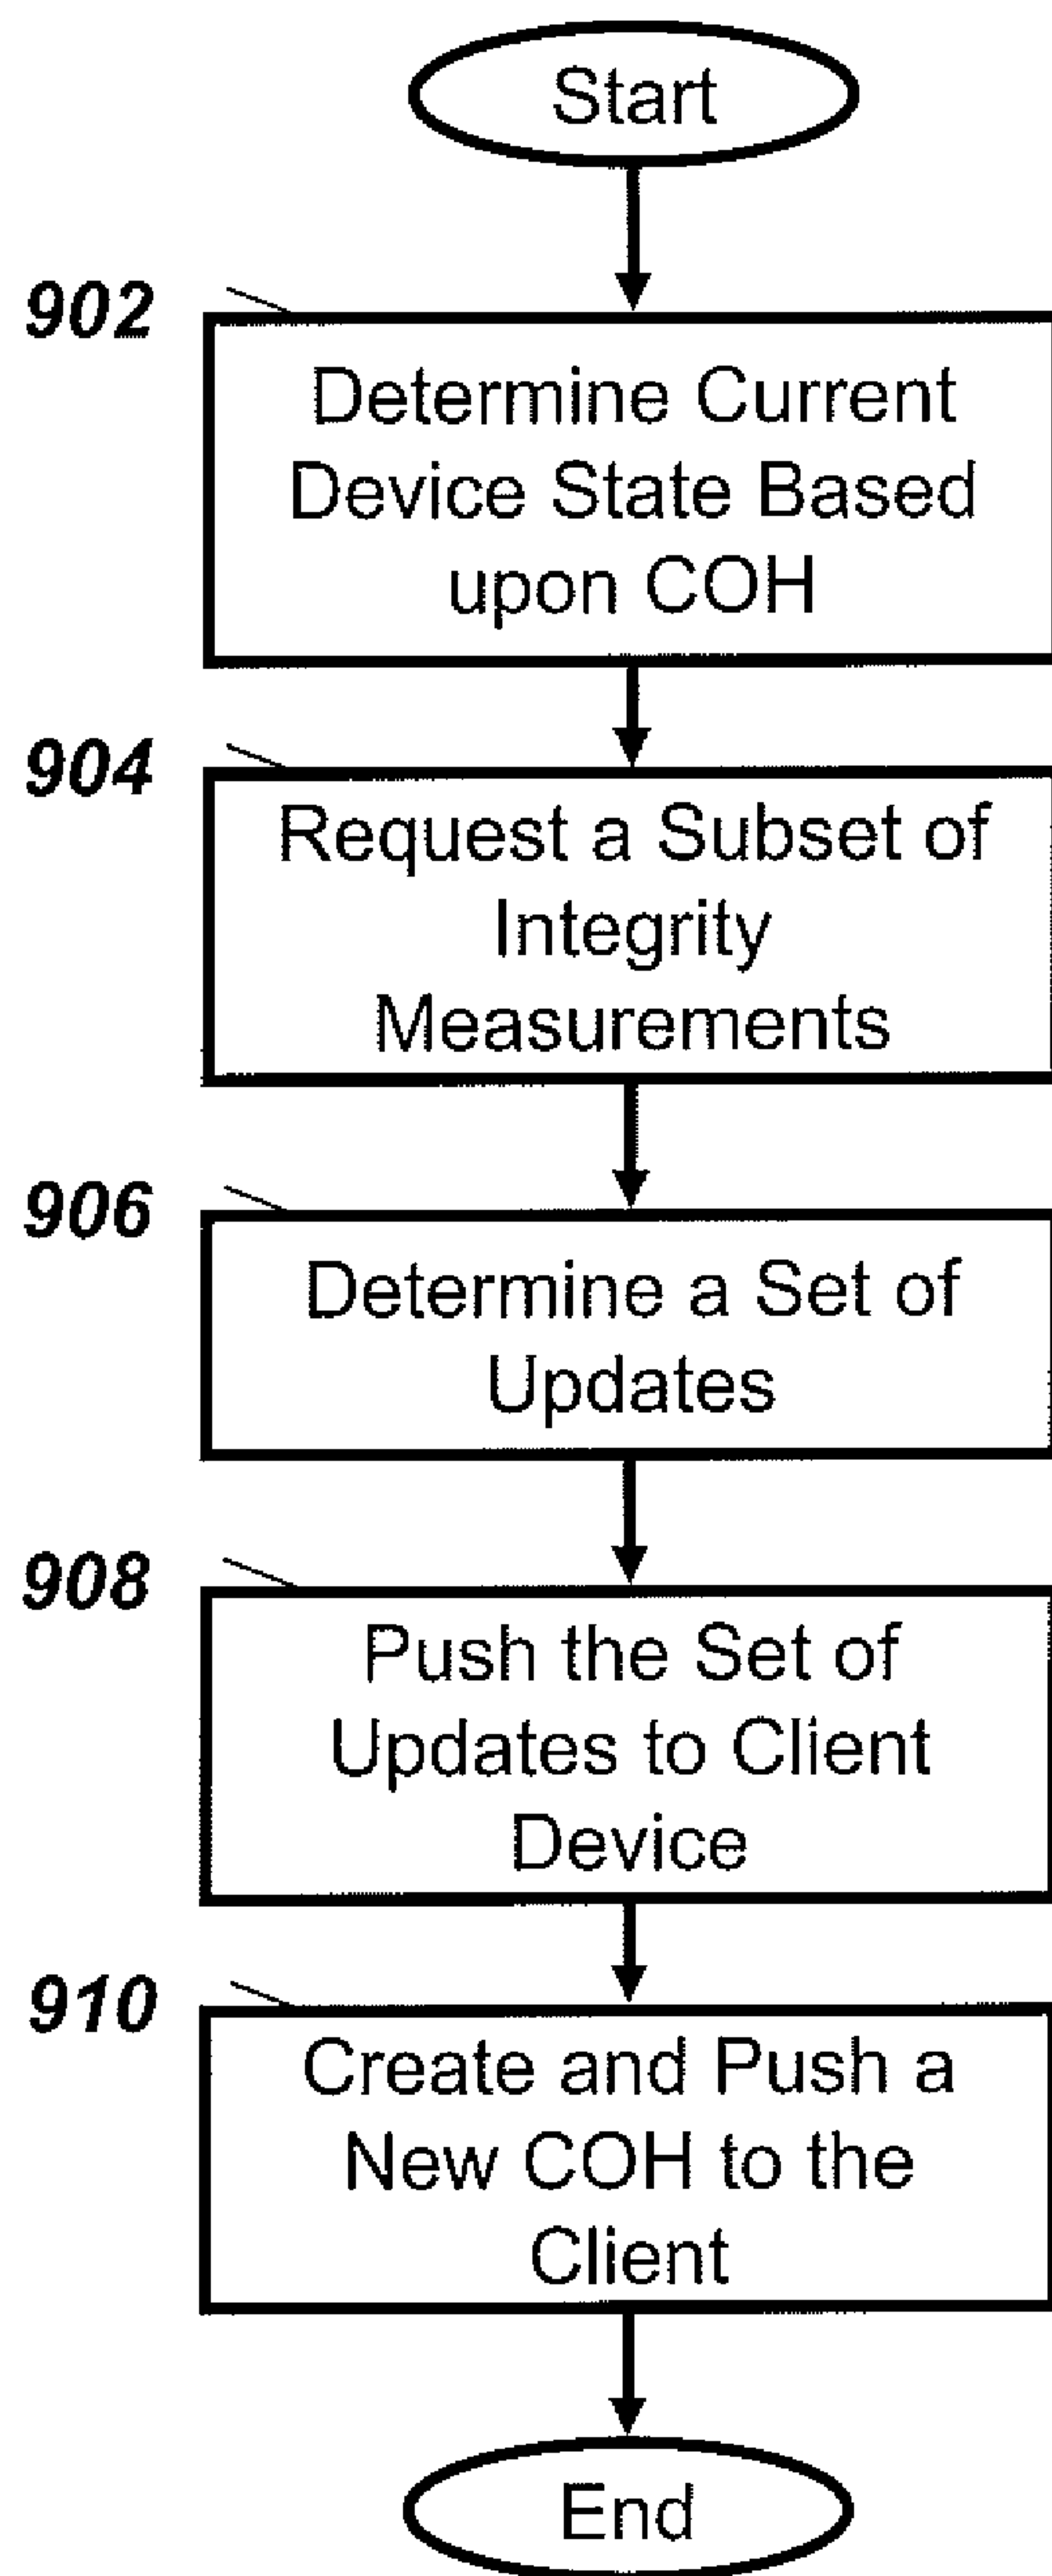 Start
902
Determine Current
Device State Based
upon COH
904
Request a Subset of
Integrity
Measurements
906
Determine a Set of
Updates
908
Push the Set of
Updates to Client
Device
910
Create and Push a
New COH to the
Client
End